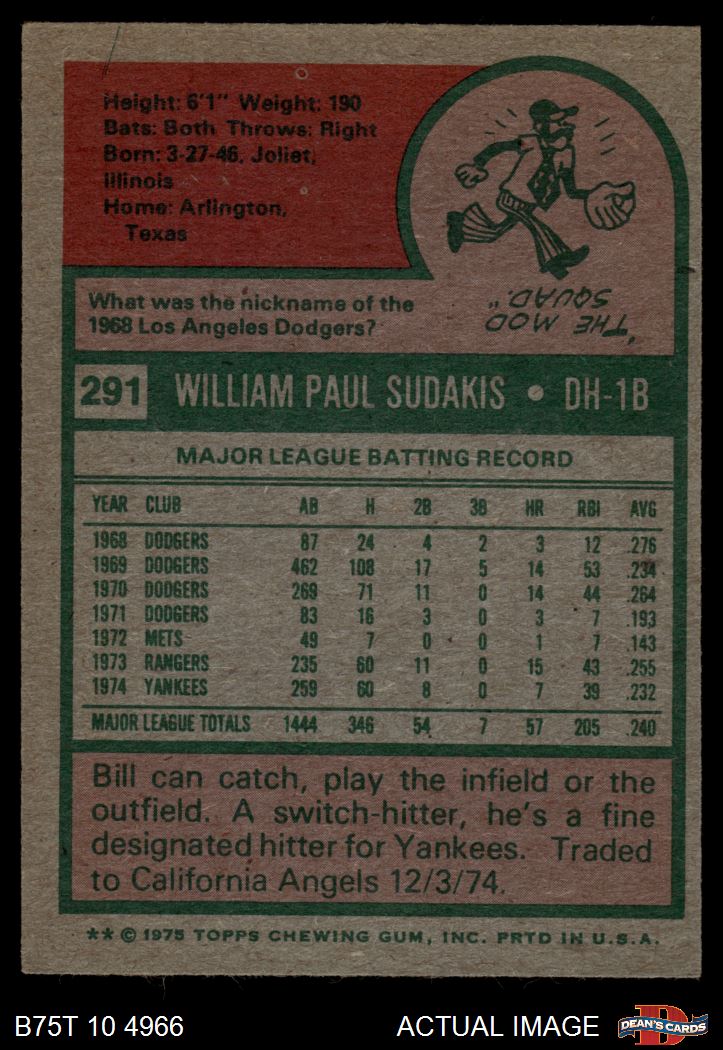 Height: 6'1" Weight: 190
Bats: Both Throws: Right
Born: 3-27-46, Joliet,
Illinois
Home: Arlington,
Texas
What was the nickname of the
1968 Los Angeles Dodgers?
"THE MOD
SQUAD."
291 WILLIAM PAUL SUDAKIS • DH-1B
MAJOR LEAGUE BATTING RECORD
YEAR CLUB AB H 2B 3B HR RBI AVG
1968 DODGERS 87 24 4 2 3 12 .276
1969 DODGERS 462 108 17 5 14 53 .234
1970 DODGERS 269 71 11 0 14 44 .264
1971 DODGERS 83 16 3 0 3 7 .193
1972 METS 49 7 0 0 1 7 .143
1973 RANGERS 235 60 11 0 15 43 .255
1974 YANKEES 259 60 8 0 7 39 .232
MAJOR LEAGUE TOTALS 1444 346 54 7 57 205 .240
Bill can catch, play the infield or the
outfield. A switch-hitter, he's a fine
designated hitter for Yankees. Traded
to California Angels 12/3/74.
** © 1975 TOPPS CHEWING GUM, INC. PRTD IN U.S.A.
B75T 10 4966 ACTUAL IMAGE D DEAN'S CARDS